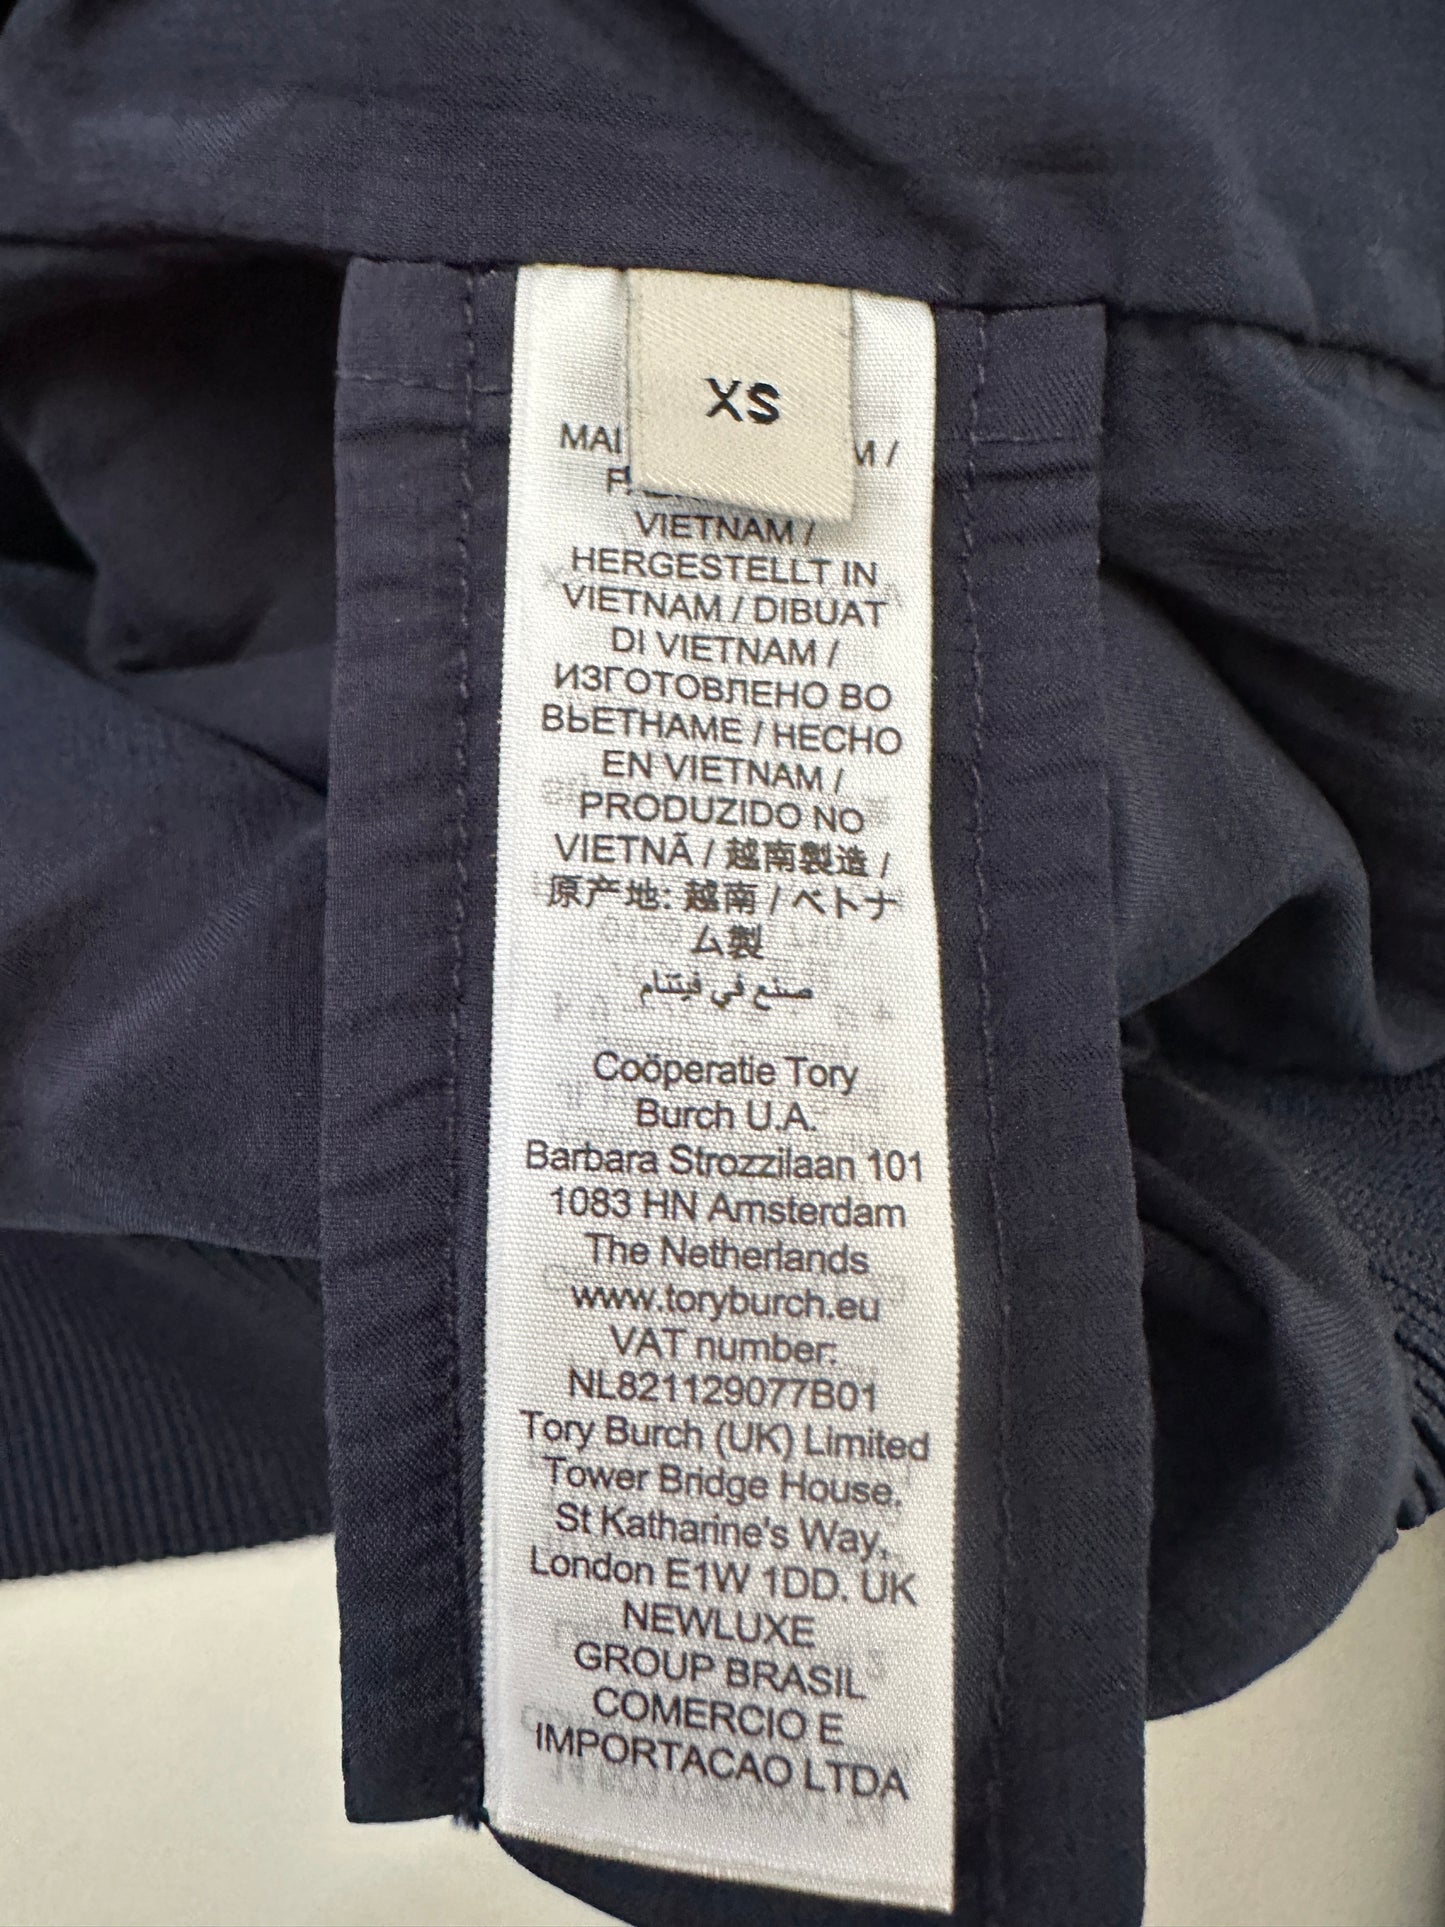 XS
VIETNAM /
HERGESTELLT IN
VIETNAM / DIBUAT
DI VIETNAM /
ИЗГОТОВЛЕНО ВО
ВЬЕТНАМЕ / HECHO
EN VIETNAM /
PRODUZIDO NO
VIETNÃ / 越南製造 /
原产地: 越南 / ベトナ
ム製
صنع في فيتنام
Coöperatie Tory
Burch U.A.
Barbara Strozzilaan 101
1083 HN Amsterdam
The Netherlands
www.toryburch.eu
VAT number:
NL821129077B01
Tory Burch (UK) Limited
Tower Bridge House,
St Katharine's Way,
London E1W 1DD. UK
NEWLUXE
GROUP BRASIL
COMERCIO E
IMPORTACAO LTDA